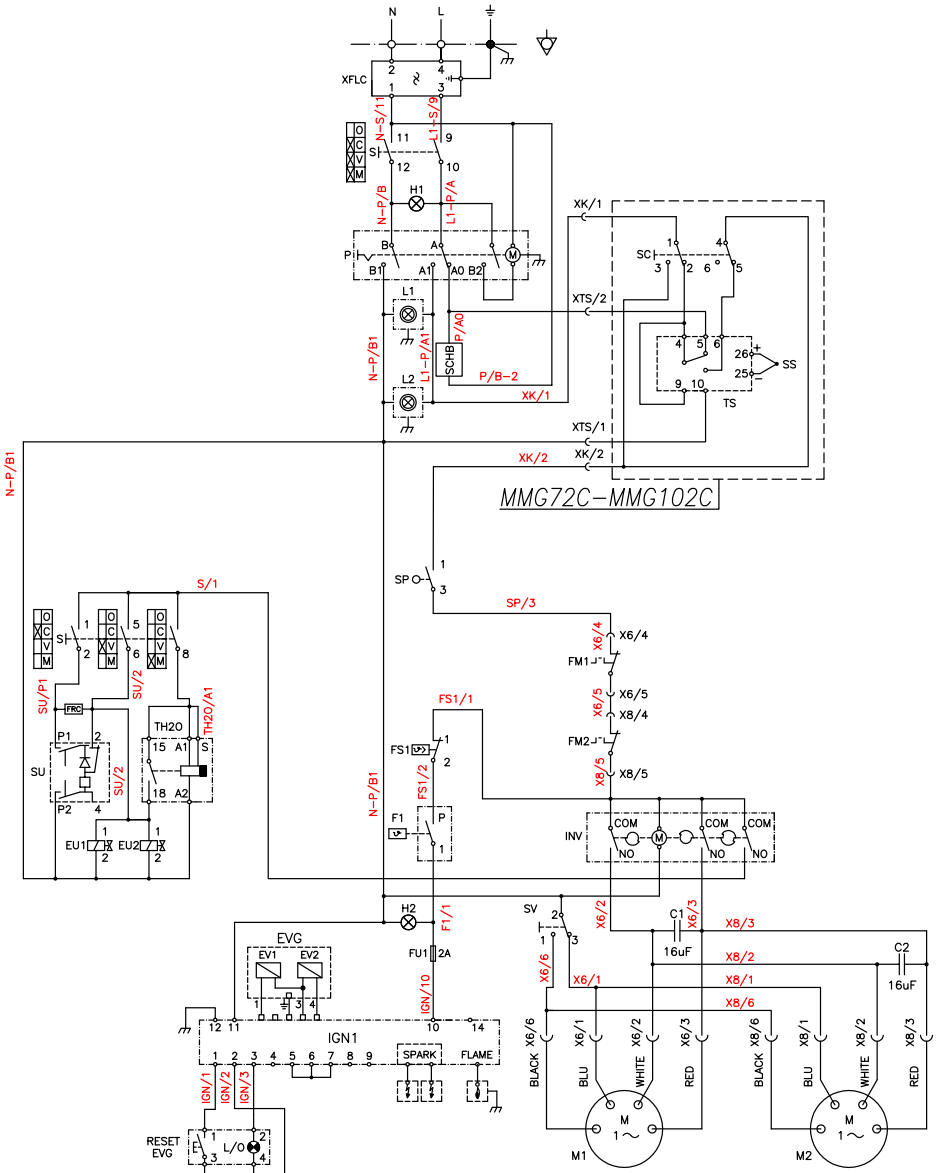 N L
2 4
XFLC
1 3
N-S/11 L1-S/9
O
C
V
M
S
11 9
12 10
N-P/B H1 L1-P/A
XK/1
P B A M
B1 A1 A0 B2
SC 1 4
3 2 6 5
L1
XTS/2
N-P/B1 L1-P/A1 P/A0
SCHB
P/B-2
4 5 6
26 +
25 −
SS
9 10
TS
L2
XK/1
XTS/1
XK/2 XK/2
N-P/B1
MMG72C-MMG102C
SP 1
3
S/1
SP/3
O
C
V
M
S 1
2
O
C
V
M
5
6
O
C
V
M
8
X6/4 X6/4
FM1
X6/5 X6/5
X8/4
FM2
X8/5 X8/5
SU/P1 SU/2 TH20/A1
FRC
FS1/1
P1 2
TH20
15 A1 S
SU
SU/2
18 A2
P2 4
FS1 1
2
FS1/2
N-P/B1
F1 P
1
EU1 1
2
EU2 1
2
INV
COM M COM COM
NO NO NO
H2 F1/1
SV 2
1 3
X6/2 C1 X6/3
16uF
X8/3
X8/2
C2
16uF
X6/6 X6/1 X8/1
X8/6
EVG
EV1 EV2
1 3 4
FU1 2A
IGN/10
12 11 10 14
IGN1
1 2 3 4 5 6 7 8 9
SPARK FLAME
IGN/1 IGN/2 IGN/3
X6/6 X6/1 X6/2 X6/3 X8/6 X8/1 X8/2 X8/3
BLACK BLU WHITE RED BLACK BLU WHITE RED
M
1~
M1
M
1~
M2
RESET
EVG
E 1
3
L/O 2
4